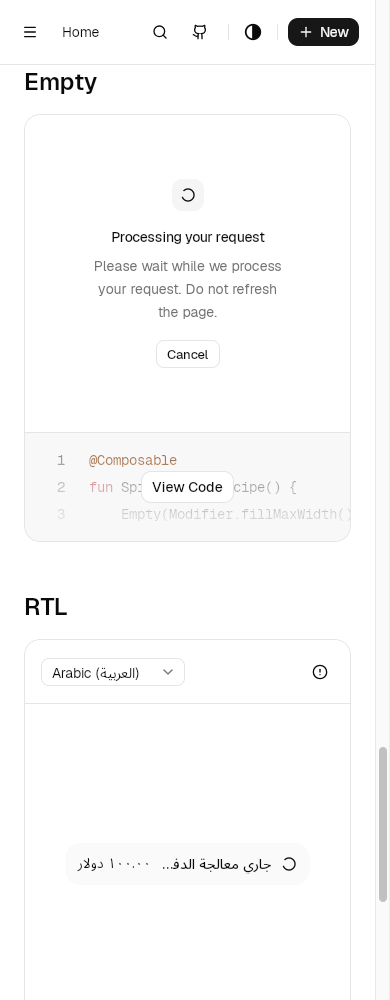 Home
New
Empty
Processing your request
Please wait while we process
your request. Do not refresh
the page.
Cancel
1 @Composable
2 fun cipe() {
View Code
3 Empty(Modifier.fillMaxWidth()
RTL
Arabic (العربية)
جاري معالجة الدف... ١٠٠.٠٠ دولار